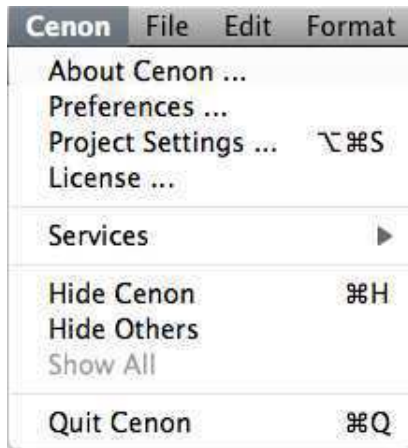 Cenon File Edit Format
About Cenon ...
Preferences ...
Project Settings ... ⌥⌘S
License ...
Services ▶
Hide Cenon ⌘H
Hide Others
Show All
Quit Cenon ⌘Q